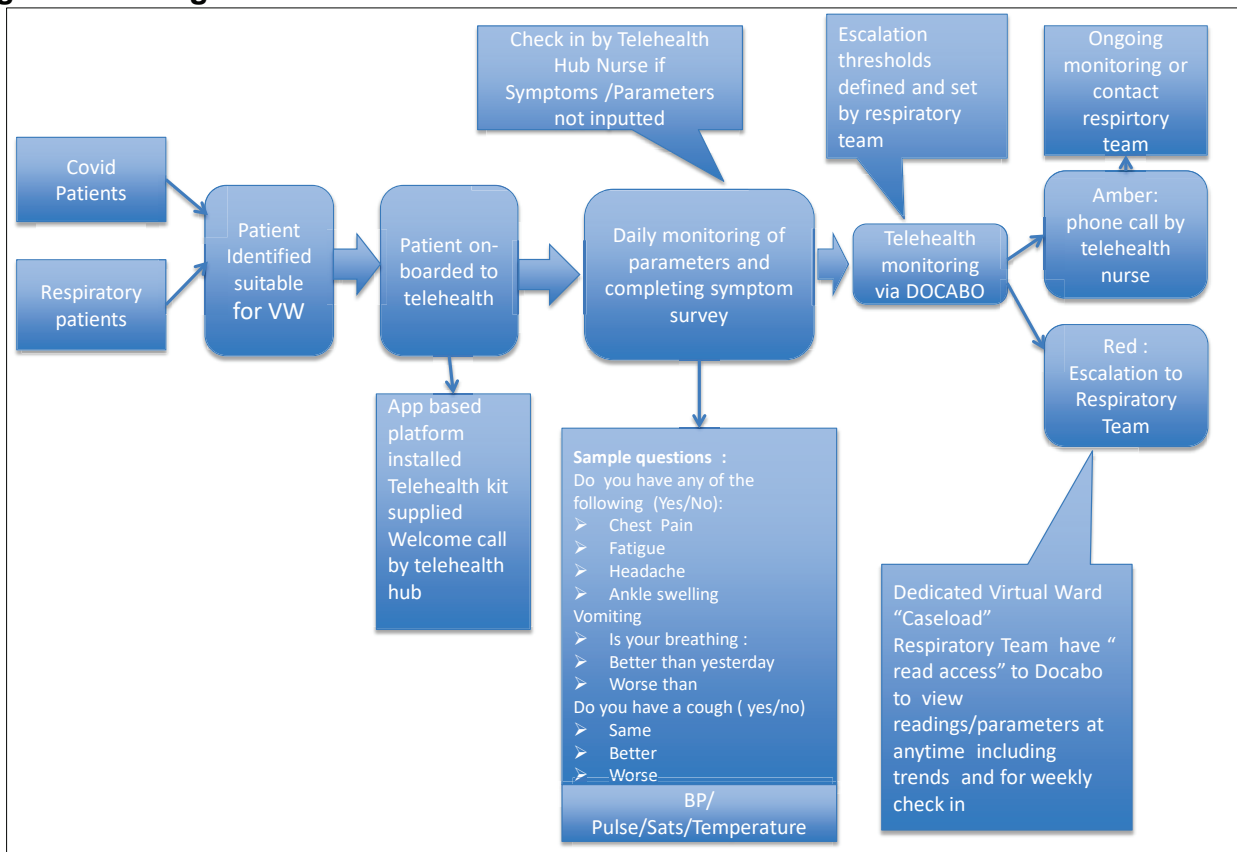 Covid
Patients
Respiratory
patients
Patient
Identified
suitable
for VW
Patient on-
boarded to
telehealth
App based
platform
installed
Telehealth kit
supplied
Welcome call
by telehealth
hub
Check in by Telehealth
Hub Nurse if
Symptoms /Parameters
not inputted
Daily monitoring of
parameters and
completing symptom
survey
Sample questions :
Do you have any of the
following (Yes/No):
➢ Chest Pain
➢ Fatigue
➢ Headache
➢ Ankle swelling
Vomiting
➢ Is your breathing :
➢ Better than yesterday
➢ Worse than
Do you have a cough ( yes/no)
➢ Same
➢ Better
➢ Worse
BP/
Pulse/Sats/Temperature
Escalation
thresholds
defined and set
by respiratory
team
Telehealth
monitoring
via DOCABO
Ongoing
monitoring or
contact
respirtory
team
Amber:
phone call by
telehealth
nurse
Red :
Escalation to
Respiratory
Team
Dedicated Virtual Ward
“Caseload”
Respiratory Team have “
read access” to Docabo
to view
readings/parameters at
anytime including
trends and for weekly
check in